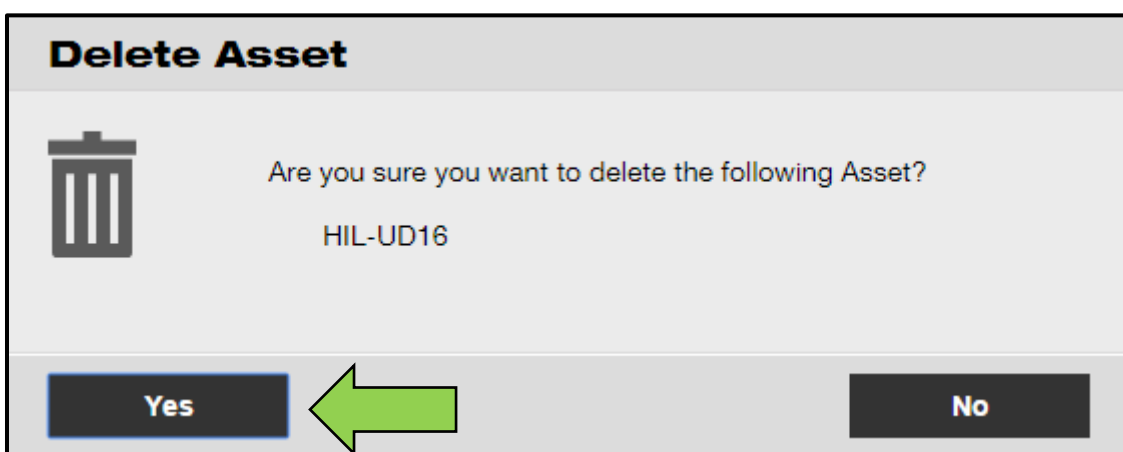 Delete Asset
Are you sure you want to delete the following Asset?
HIL-UD16
Yes
No